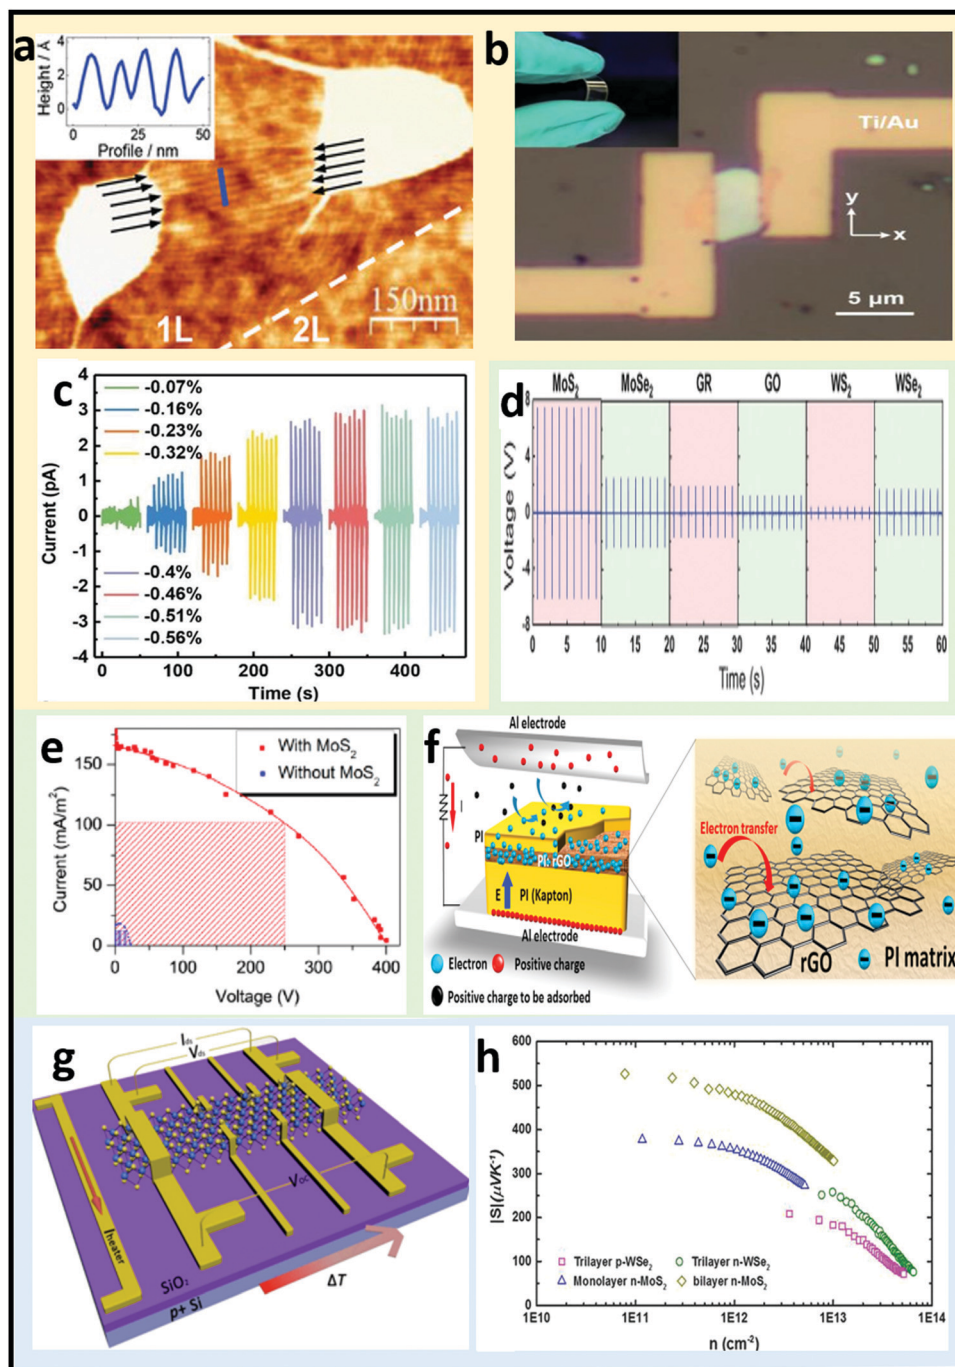 a
Height / Å
4
2
0
0
25
50
Profile / nm
1L
2L
150nm
b
Ti/Au
y
x
5 μm
c
Current (pA)
4
3
2
1
0
1
-2
-3
-4
-0.07%
-0.16%
-0.23%
-0.32%
-0.4%
-0.46%
-0.51%
-0.56%
0 100 200 300 400
Time (s)
d
MoS2 MoSe2 GR GO WS2 WSe2
Voltage (V)
8
4
0
-4
-8
0 5 10 5 20 5 30 5 40 5 50 5 60
Time (s)
e
Current (mA/m²)
150
100
50
0
With MoS2
Without MoS2
0 100 200 300 400
Voltage (V)
f
Al electrode
I
PI
PI: rGO
E
PI (Kapton)
Al electrode
Electron
Positive charge
Positive charge to be adsorbed
Electron transfer
rGO
PI matrix
g
Ids
Vds
Voc
Iheater
SiO2
p+ Si
ΔT
h
|S|(μVK-1)
600
500
400
300
200
100
0
Trilayer p-WSe2
Trilayer n-WSe2
Monolayer n-MoS2
bilayer n-MoS2
1E10 1E11 1E12 1E13 1E14
n (cm-2)